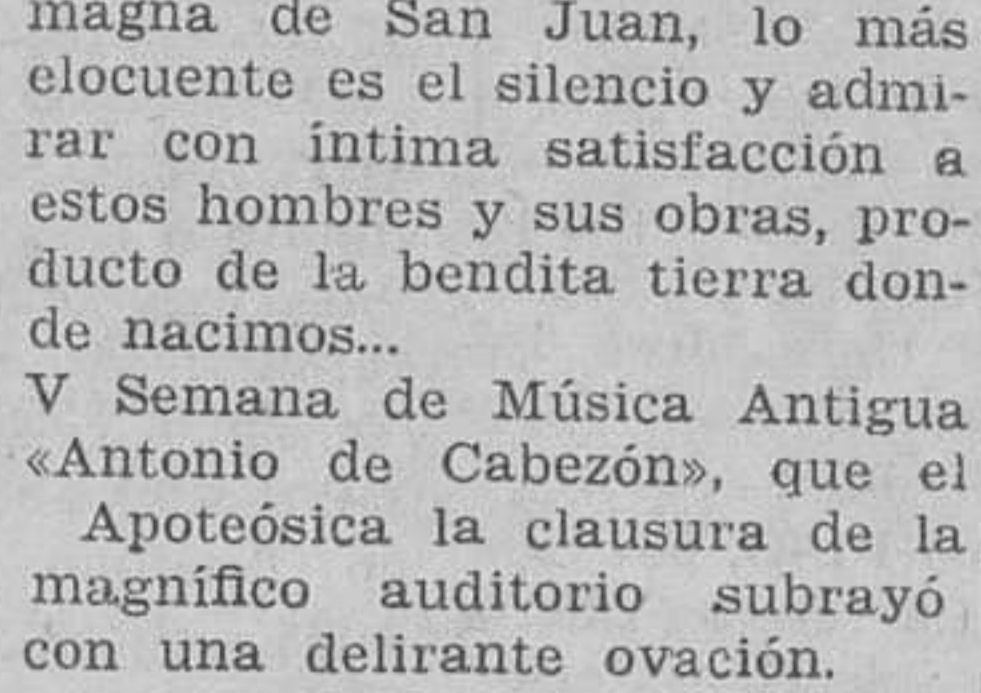 magna de San Juan, lo más
elocuente es el silencio y admi-
rar con íntima satisfacción a
estos hombres y sus obras, pro-
ducto de la bendita tierra don-
de nacimos...
V Semana de Música Antigua
«Antonio de Cabezón», que el
Apoteósica la clausura de la
magnífico auditorio subrayó
con una delirante ovación.